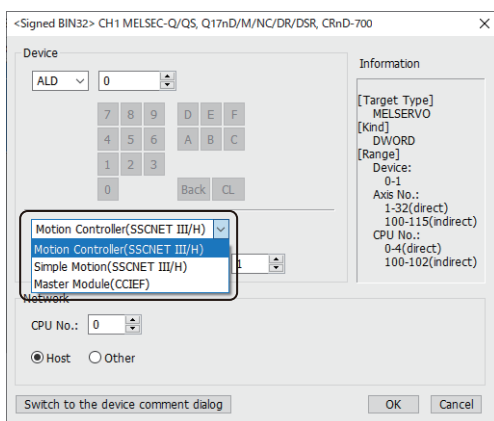 <Signed BIN32> CH1 MELSEC-Q/QS, Q17nD/M/NC/DR/DSR, CRnD-700
Device
ALD 0
7 8 9 D E F
4 5 6 A B C
1 2 3
0 Back CL
Motion Controller(SSCNET III/H)
Motion Controller(SSCNET III/H)
Simple Motion(SSCNET III/H)
Master Module(CCIEF)
1
Network
CPU No.: 0
Host Other
Information
[Target Type]
MELSERVO
[Kind]
DWORD
[Range]
Device:
0-1
Axis No.:
1-32(direct)
100-115(indirect)
CPU No.:
0-4(direct)
100-102(indirect)
Switch to the device comment dialog OK Cancel